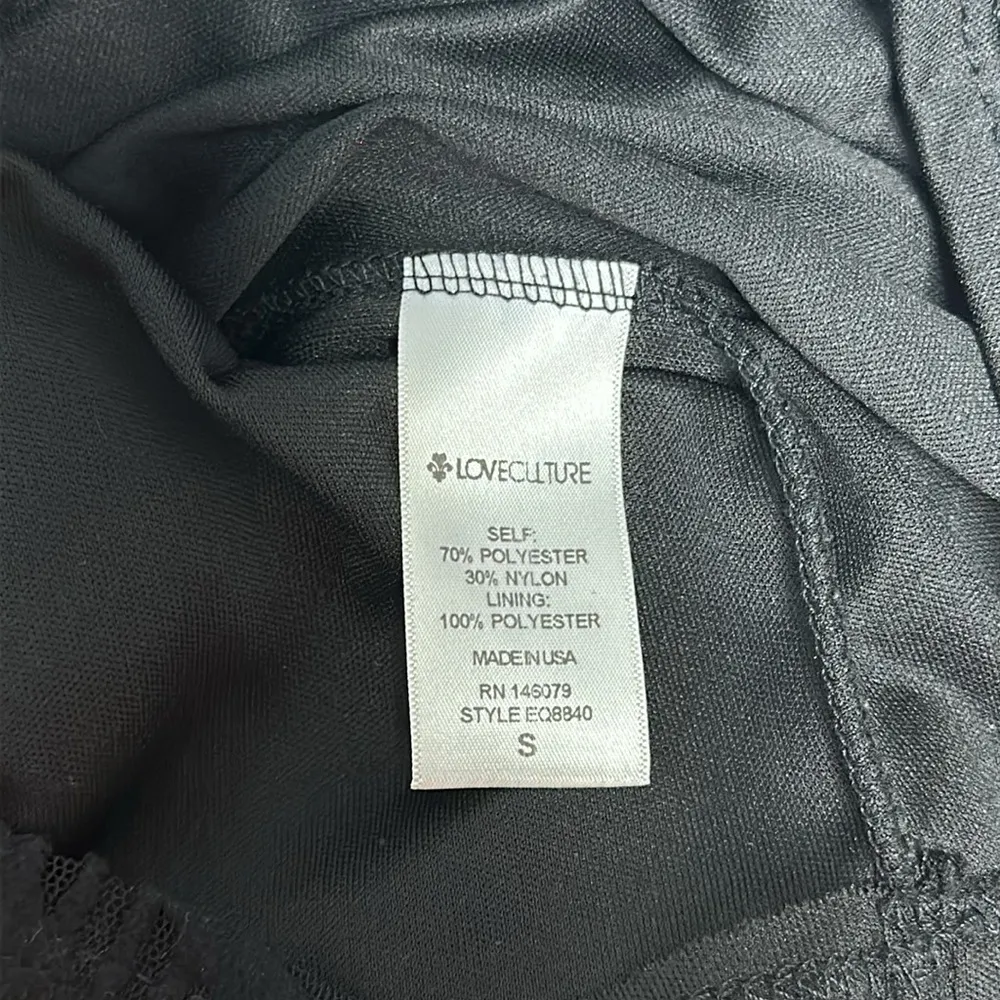 LOVECULTURE
SELF:
70% POLYESTER
30% NYLON
LINING:
100% POLYESTER
MADE IN USA
RN 146079
STYLE EQ8840
S